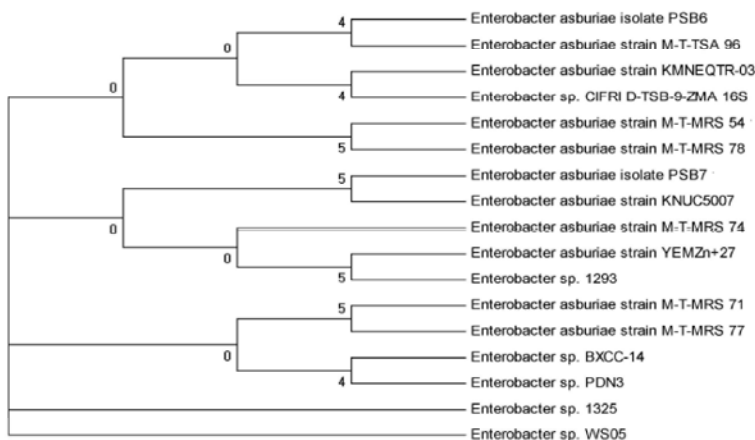 4 Enterobacter asburiae isolate PSB6
0 Enterobacter asburiae strain M-T-TSA 96
0 Enterobacter asburiae strain KMNEQTR-03
4 Enterobacter sp. CIFRI D-TSB-9-ZMA 16S
Enterobacter asburiae strain M-T-MRS 54
5 Enterobacter asburiae strain M-T-MRS 78
5 Enterobacter asburiae isolate PSB7
0 Enterobacter asburiae strain KNUC5007
0 Enterobacter asburiae strain M-T-MRS 74
Enterobacter asburiae strain YEMZn+27
5 Enterobacter sp. 1293
5 Enterobacter asburiae strain M-T-MRS 71
0 Enterobacter asburiae strain M-T-MRS 77
Enterobacter sp. BXCC-14
4 Enterobacter sp. PDN3
Enterobacter sp. 1325
Enterobacter sp. WS05